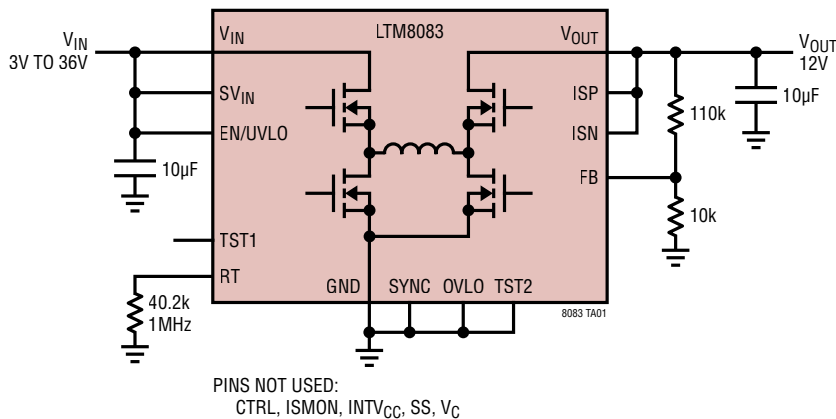 V_IN
3V TO 36V
V_IN
LTM8083
V_OUT
V_OUT
12V
SV_IN
ISP
EN/UVLO
ISN
110k
10µF
10µF
FB
10k
TST1
RT
40.2k
1MHz
GND
SYNC
OVLO
TST2
8083 TA01
PINS NOT USED:
CTRL, ISMON, INTV_CC, SS, V_C